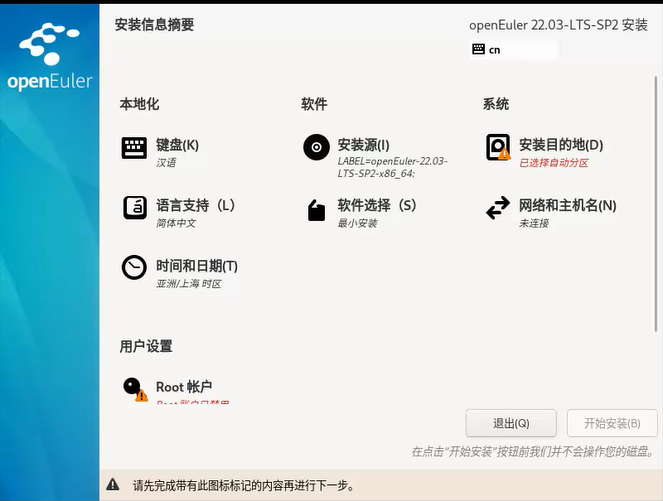 安装信息摘要
openEuler 22.03-LTS-SP2 安装
cn
openEuler
本地化
软件
系统
键盘(K)
汉语
安装源(I)
LABEL=openEuler-22.03-
LTS-SP2-x86_64:
安装目的地(D)
已选择自动分区
语言支持（L）
简体中文
软件选择（S）
最小安装
网络和主机名(N)
未连接
时间和日期(T)
亚洲/上海 时区
用户设置
Root 帐户
Root 帐户已禁用
退出(Q)
开始安装(B)
在点击"开始安装"按钮前我们并不会操作您的磁盘。
请先完成带有此图标标记的内容再进行下一步。